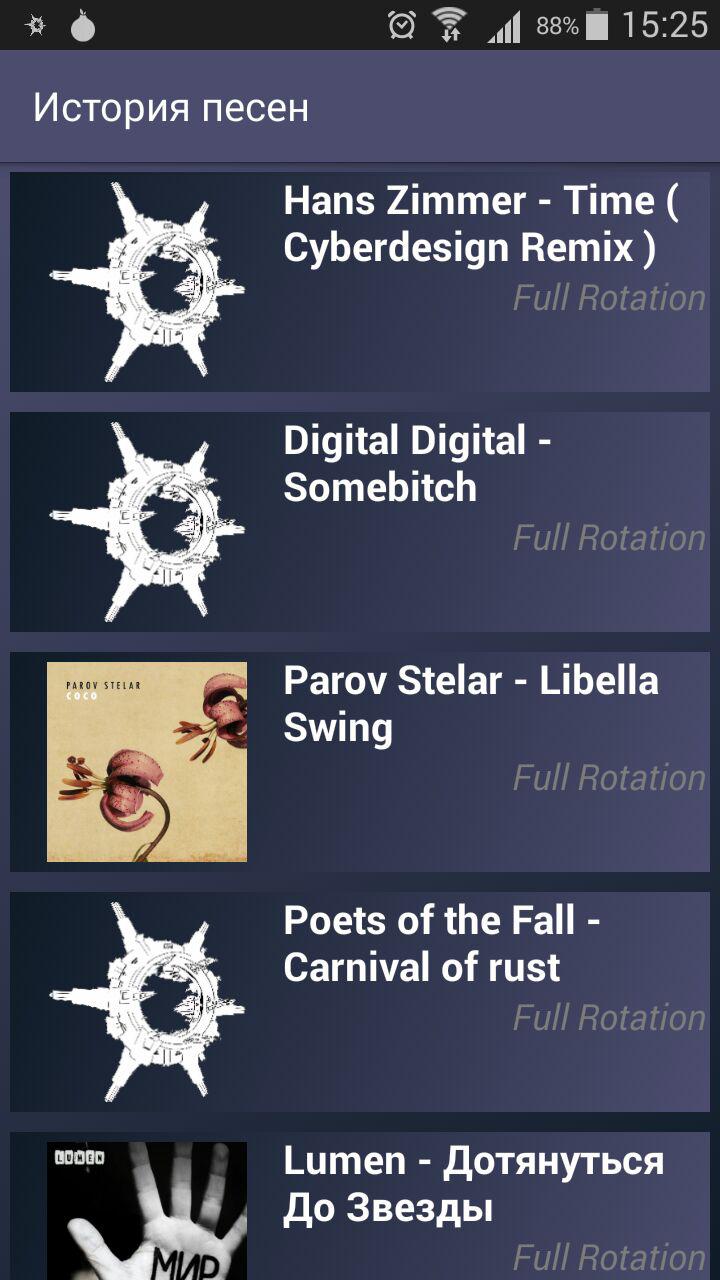 88% 15:25
История песен
Hans Zimmer - Time (
Cyberdesign Remix )
Full Rotation
Digital Digital -
Somebitch
Full Rotation
PAROV STELAR
COCO
Parov Stelar - Libella
Swing
Full Rotation
Poets of the Fall -
Carnival of rust
Full Rotation
LUMEN
МИР
Lumen - Дотянуться
До Звезды
Full Rotation